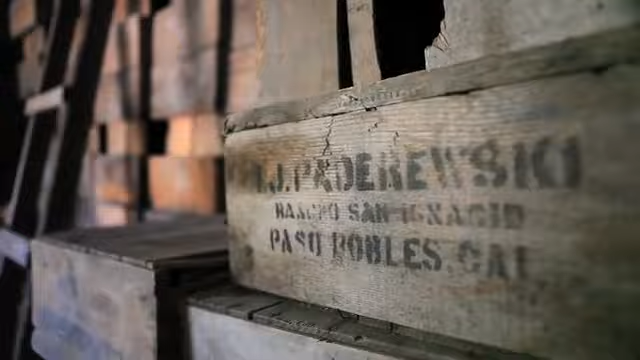 I.J. PADEREWSKI
RANCHO SAN IGNACIO
PASO ROBLES, CAL